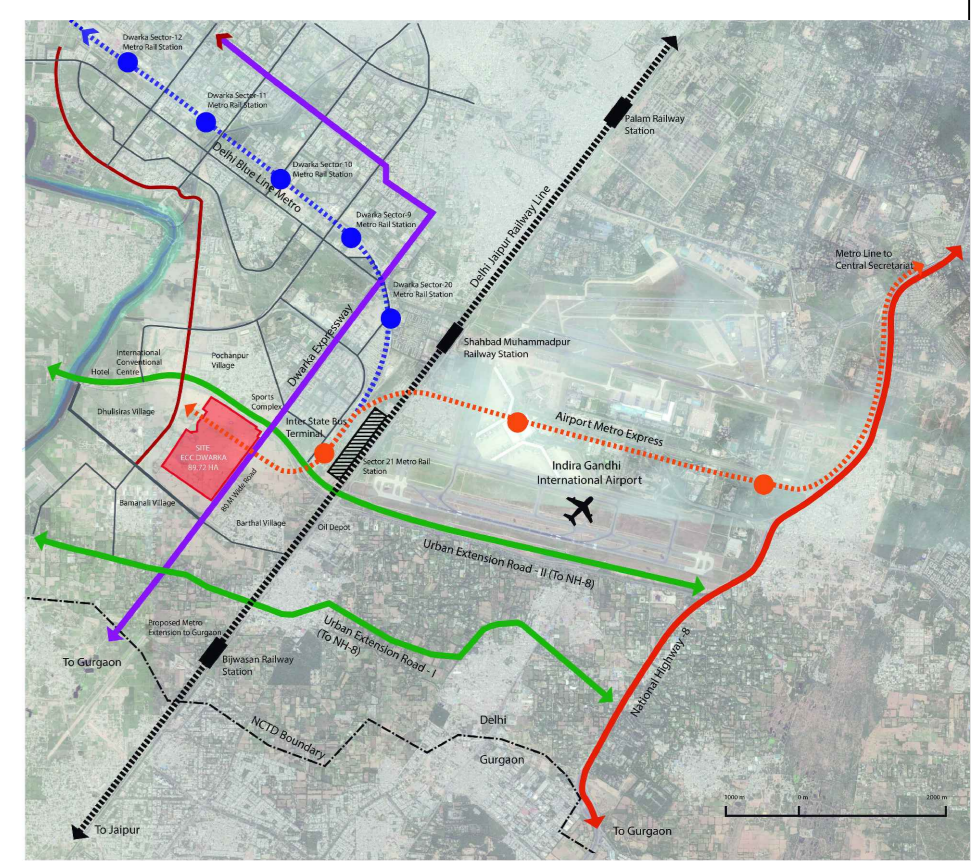 Dwarka Sector-12
Metro Rail Station
Dwarka Sector-11
Metro Rail Station
Palam Railway
Station
Delhi Blue Line Metro
Dwarka Sector-10
Metro Rail Station
Dwarka Sector-9
Metro Rail Station
Delhi Jaipur Railway Line
Metro Line to
Central Secretariat
Dwarka Sector-20
Metro Rail Station
Dwarka Expressway
Shahbad Muhammadpur
Railway Station
International
Conventional
Centre
Hotel
Pochanpur
Village
Sports
Complex
Dhulsiras Village
Inter State Bus
Terminal
Airport Metro Express
SITE
ECC DWARKA
89.72 HA
Sector 21 Metro Rail
Station
Indira Gandhi
International Airport
80 M Wide Road
Bamanali Village
Barthal Village
Oil Depot
Urban Extension Road - II (To NH-8)
Proposed Metro
Extension to Gurgaon
Urban Extension Road - I
(To NH-8)
To Gurgaon
Bijwasan Railway
Station
National Highway -8
NCTD Boundary
Delhi
Gurgaon
1000 m
0 m
2000 m
To Jaipur
To Gurgaon